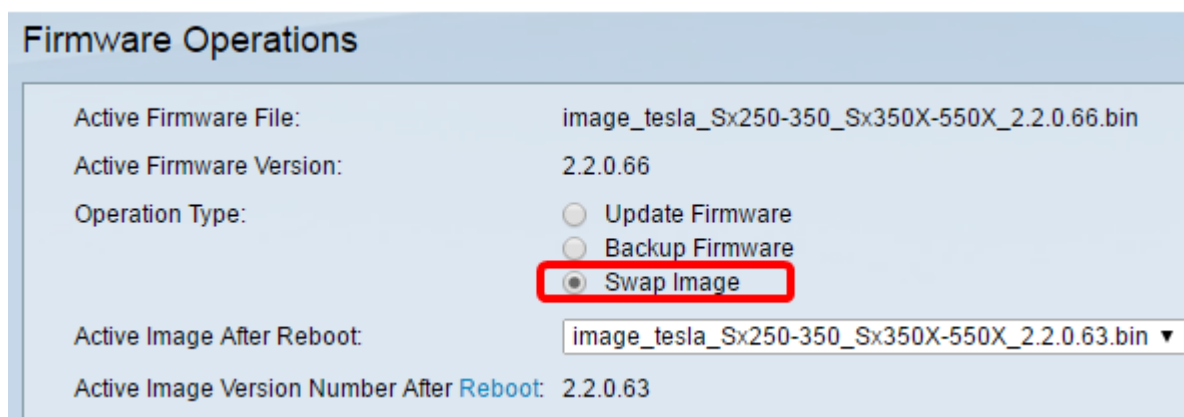 Firmware Operations
Active Firmware File: image_tesla_Sx250-350_Sx350X-550X_2.2.0.66.bin
Active Firmware Version: 2.2.0.66
Operation Type: Update Firmware
Backup Firmware
Swap Image
Active Image After Reboot: image_tesla_Sx250-350_Sx350X-550X_2.2.0.63.bin
Active Image Version Number After Reboot: 2.2.0.63